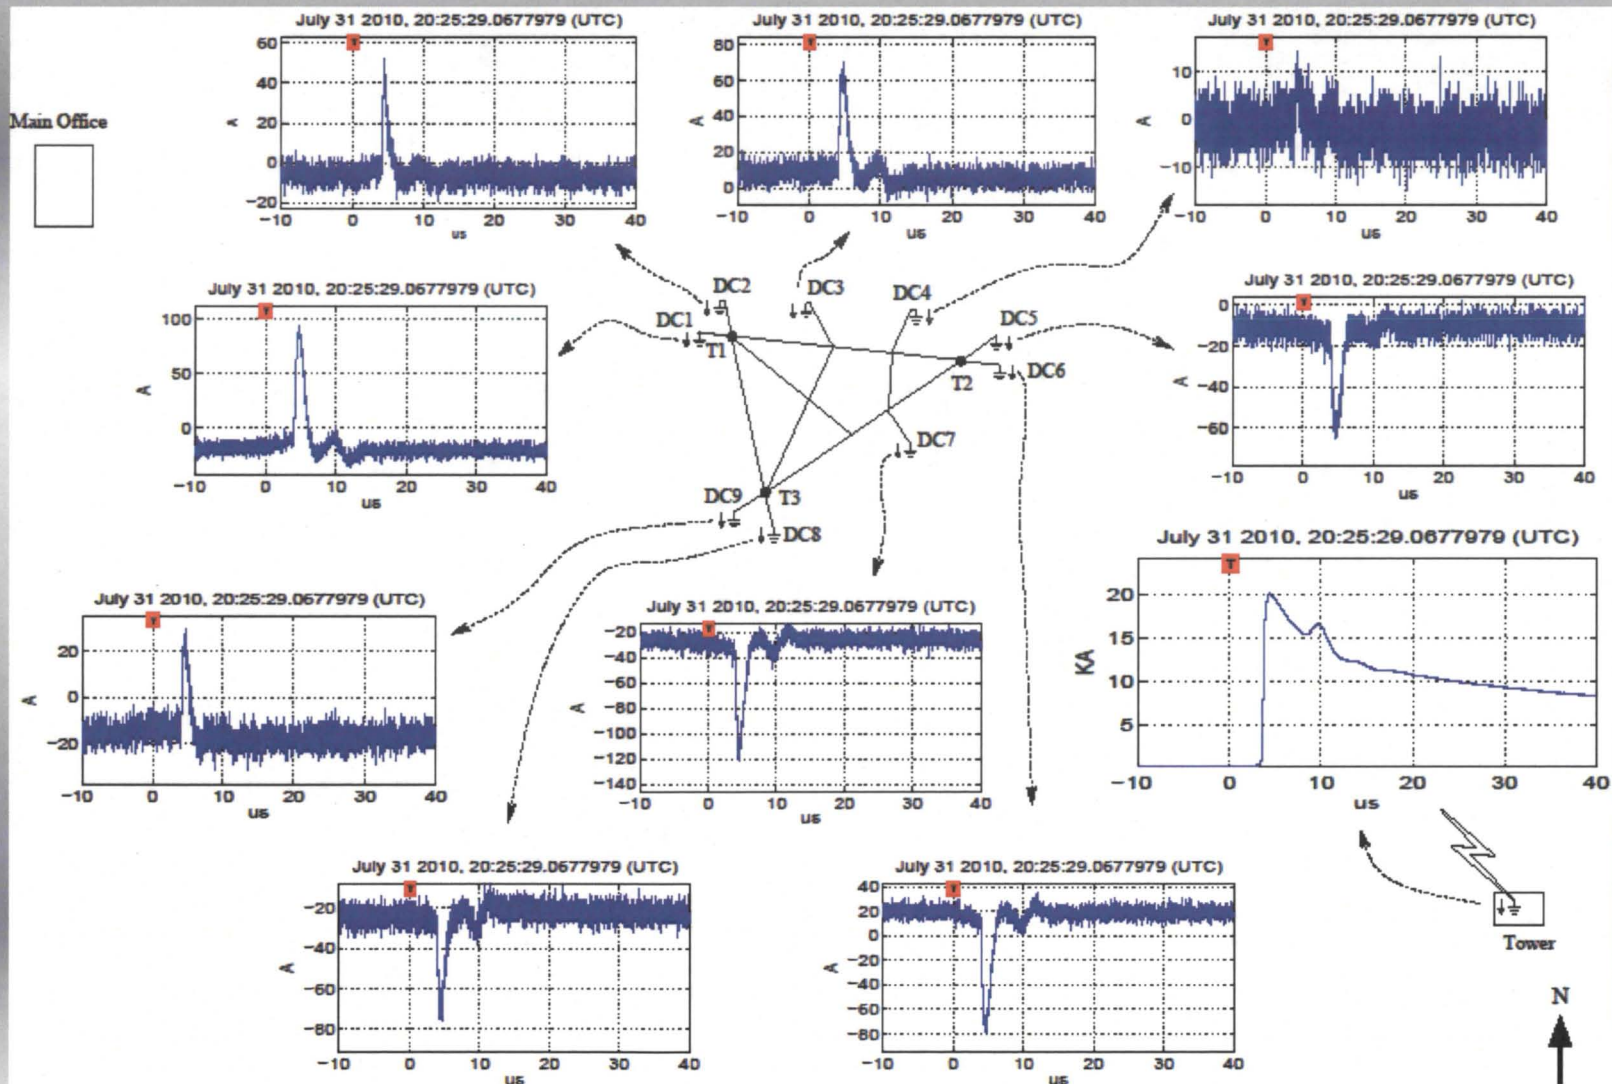 July 31 2010, 20:25:29.0677979 (UTC)
T
60
40
20
0
−20
A
−10 0 10 20 30 40
us
July 31 2010, 20:25:29.0677979 (UTC)
T
80
60
40
20
0
A
−10 0 10 20 30 40
us
July 31 2010, 20:25:29.0677979 (UTC)
T
10
0
−10
A
−10 0 10 20 30 40
us
Main Office
July 31 2010, 20:25:29.0677979 (UTC)
T
100
50
0
A
−10 0 10 20 30 40
us
DC1
DC2
DC3
DC4
DC5
DC6
T1
T2
DC7
DC9
T3
DC8
July 31 2010, 20:25:29.0677979 (UTC)
T
0
−20
−40
−60
A
−10 0 10 20 30 40
us
July 31 2010, 20:25:29.0677979 (UTC)
T
20
0
−20
A
−10 0 10 20 30 40
us
July 31 2010, 20:25:29.0677979 (UTC)
T
−20
−40
−60
−80
−100
−120
−140
A
−10 0 10 20 30 40
us
July 31 2010, 20:25:29.0677979 (UTC)
T
20
15
10
5
KA
−10 0 10 20 30 40
us
July 31 2010, 20:25:29.0677979 (UTC)
T
−20
−40
−60
−80
A
−10 0 10 20 30 40
us
July 31 2010, 20:25:29.0677979 (UTC)
T
40
20
0
−20
−40
−60
−80
A
−10 0 10 20 30 40
us
Tower
N